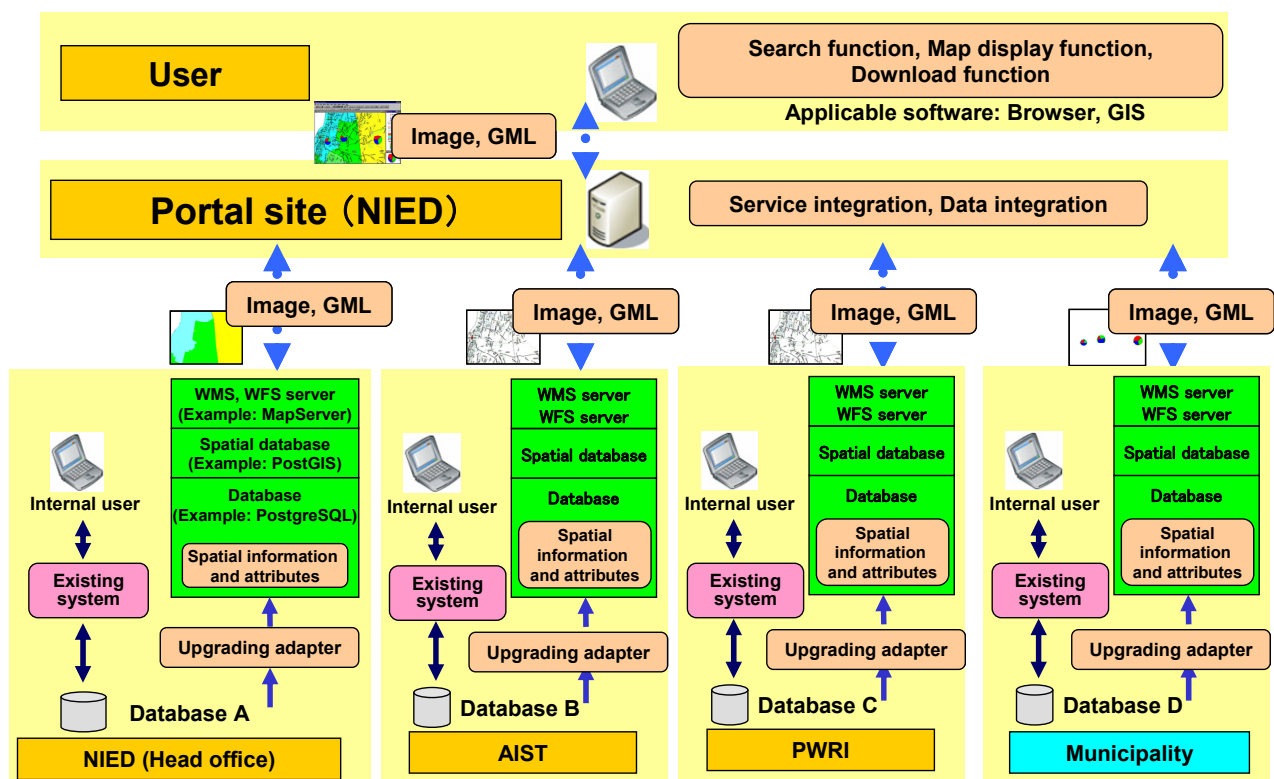 User
Search function, Map display function,
Download function
Applicable software: Browser, GIS
Image, GML
Portal site（NIED）
Service integration, Data integration
Image, GML
Image, GML
Image, GML
Image, GML
WMS, WFS server
(Example: MapServer)
Spatial database
(Example: PostGIS)
Database
(Example: PostgreSQL)
Spatial information
and attributes
Internal user
Existing
system
Upgrading adapter
Database A
NIED (Head office)
WMS server
WFS server
Spatial database
Database
Spatial
information
and attributes
Internal user
Existing
system
Upgrading adapter
Database B
AIST
WMS server
WFS server
Spatial database
Database
Spatial
information
and attributes
Internal user
Existing
system
Upgrading adapter
Database C
PWRI
WMS server
WFS server
Spatial database
Database
Spatial
information
and attributes
Internal user
Existing
system
Upgrading adapter
Database D
Municipality